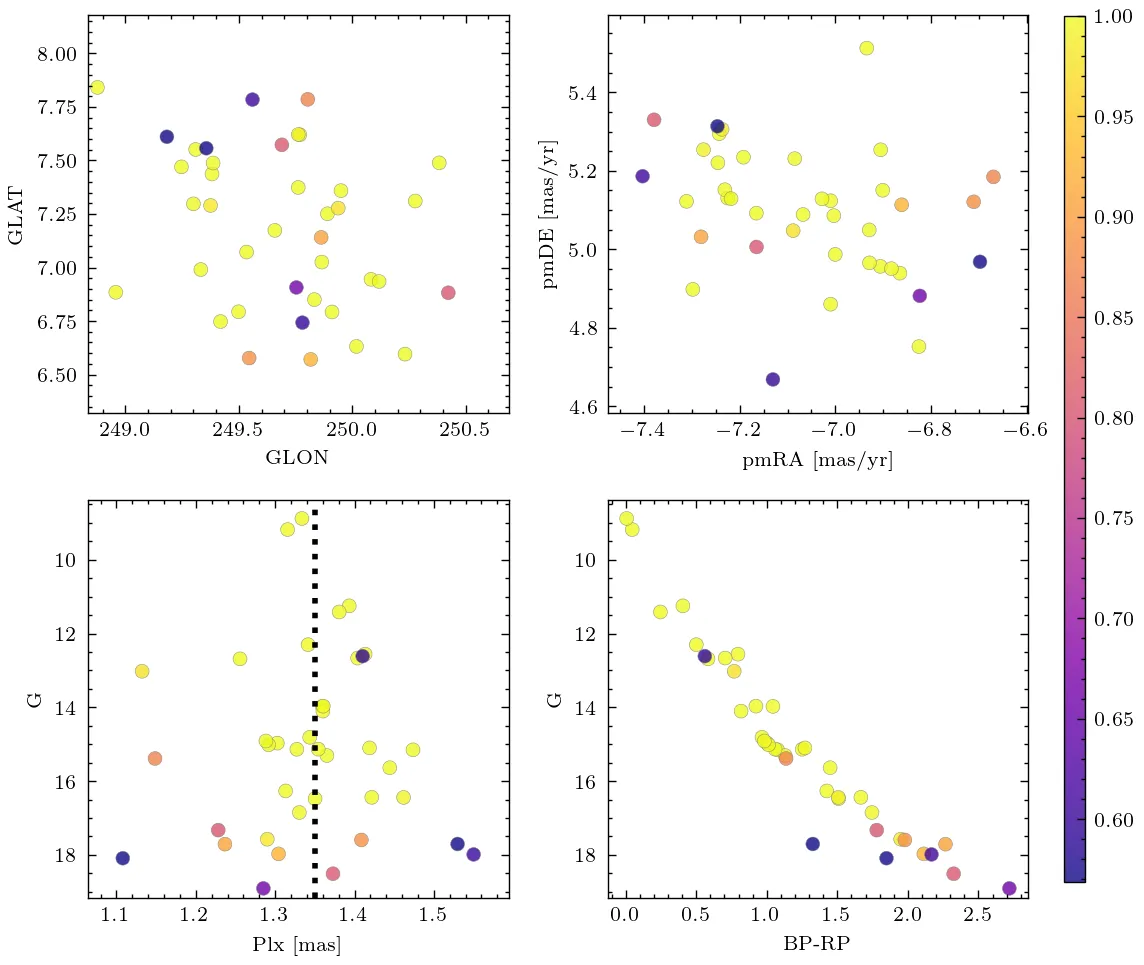 8.00
7.75
7.50
7.25
7.00
6.75
6.50
GLAT
249.0 249.5 250.0 250.5
GLON
5.4
5.2
5.0
4.8
4.6
pmDE [mas/yr]
−7.4 −7.2 −7.0 −6.8 −6.6
pmRA [mas/yr]
10
12
14
16
18
G
1.1 1.2 1.3 1.4 1.5
Plx [mas]
10
12
14
16
18
G
0.0 0.5 1.0 1.5 2.0 2.5
BP-RP
1.00
0.95
0.90
0.85
0.80
0.75
0.70
0.65
0.60